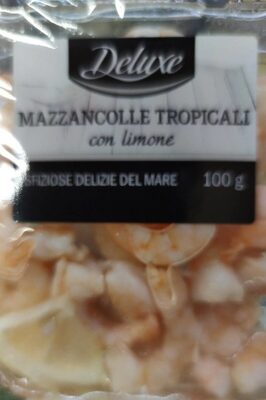 Deluxe
MAZZANCOLLE TROPICALI
con limone
SFIZIOSE DELIZIE DEL MARE 100 g